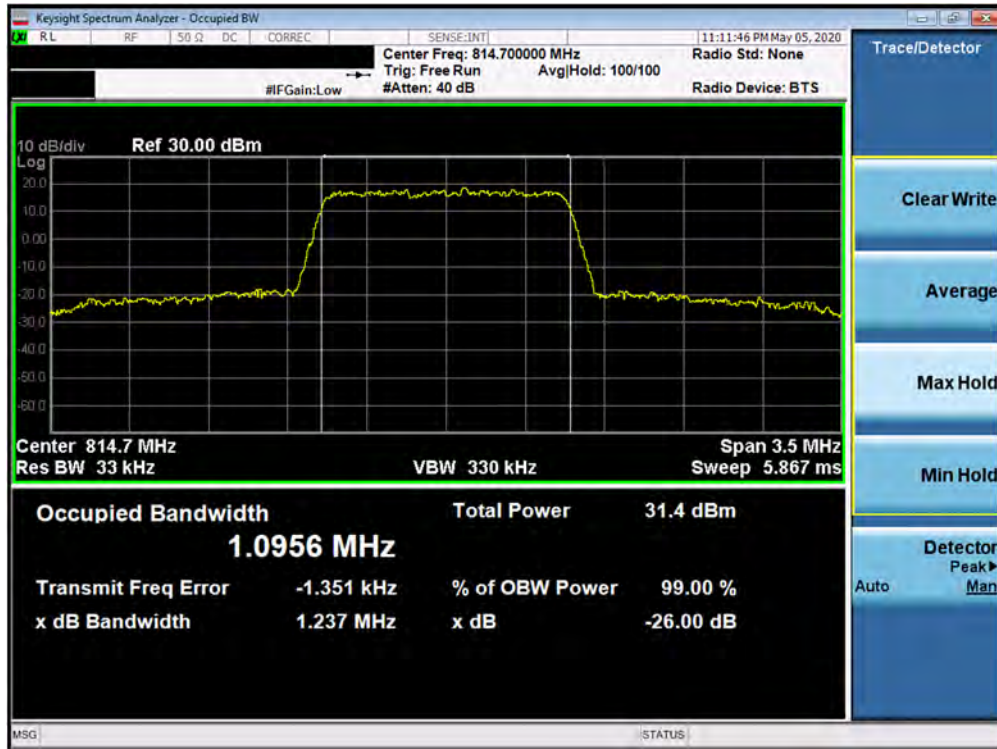 Keysight Spectrum Analyzer - Occupied BW
LXI RL RF 50 Ω DC CORREC SENSE:INT 11:11:46 PM May 05, 2020
Center Freq: 814.700000 MHz Radio Std: None
Trig: Free Run Avg|Hold: 100/100
#IFGain:Low #Atten: 40 dB Radio Device: BTS
Trace/Detector
10 dB/div Ref 30.00 dBm
Log
20.0
10.0
0.00
-10.0
-20.0
-30.0
-40.0
-50.0
-60.0
Center 814.7 MHz Span 3.5 MHz
Res BW 33 kHz VBW 330 kHz Sweep 5.867 ms
Occupied Bandwidth Total Power 31.4 dBm
1.0956 MHz
Transmit Freq Error -1.351 kHz % of OBW Power 99.00 %
x dB Bandwidth 1.237 MHz x dB -26.00 dB
Clear Write
Average
Max Hold
Min Hold
Detector
Peak▶
Auto Man
MSG STATUS